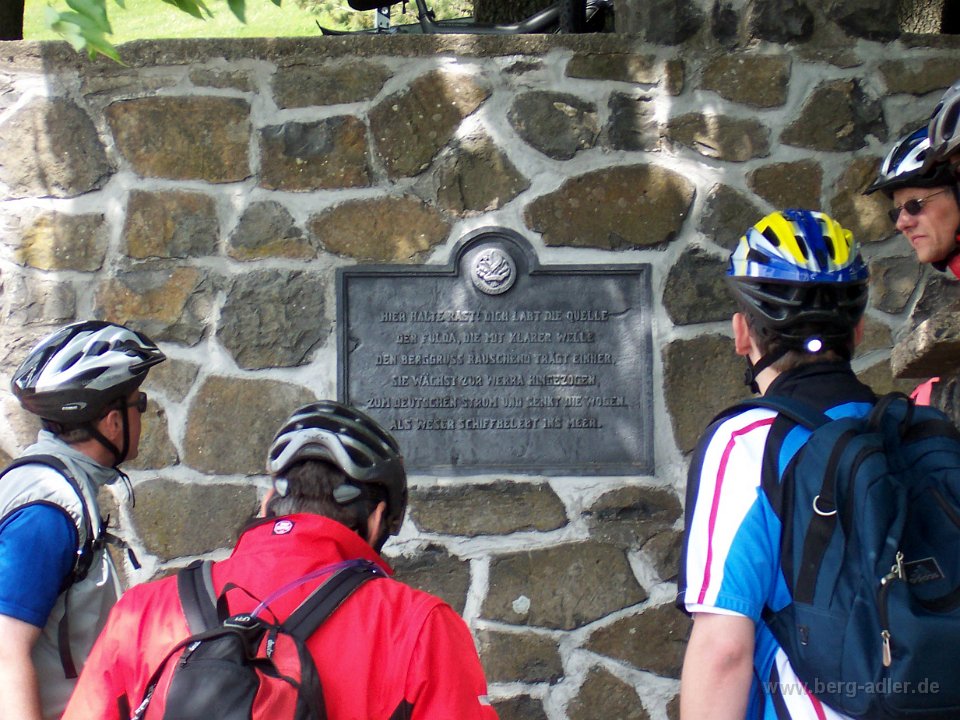 HIER HALTE RAST! DICH LABT DIE QUELLE
DER FULDA, DIE MIT KLARER WELLE
DEN BERGGRUSS RAUSCHEND TRÄGT EINHER,
SIE WÄCHST ZUR WERRA HINGEZOGEN
ZUM DEUTSCHEN STROM UND SENKT DIE WOGEN,
ALS WESER SCHIFFBELEBT INS MEER.
www.berg-adler.de